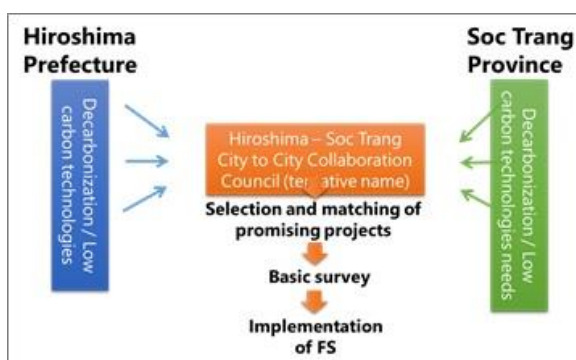 Hiroshima
Prefecture
Soc Trang
Province
Decarbonization / Low
carbon technologies
Hiroshima – Soc Trang
City to City Collaboration
Council (tentative name)
Decarbonization / Low
carbon technologies needs
Selection and matching of
promising projects
Basic survey
Implementation
of FS